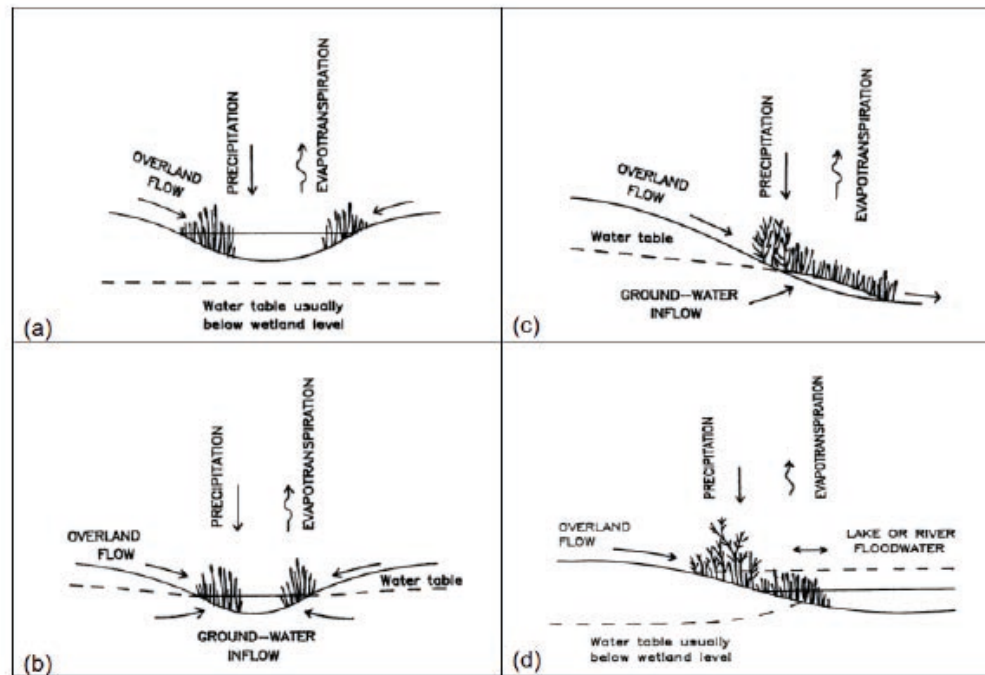 PRECIPITATION
EVAPOTRANSPIRATION
OVERLAND
FLOW
Water table usually
below wetland level
(a)
PRECIPITATION
EVAPOTRANSPIRATION
OVERLAND
FLOW
Water table
GROUND-WATER
INFLOW
(c)
PRECIPITATION
EVAPOTRANSPIRATION
OVERLAND
FLOW
Water table
GROUND-WATER
INFLOW
(b)
PRECIPITATION
EVAPOTRANSPIRATION
OVERLAND
FLOW
LAKE OR RIVER
FLOODWATER
Water table usually
below wetland level
(d)